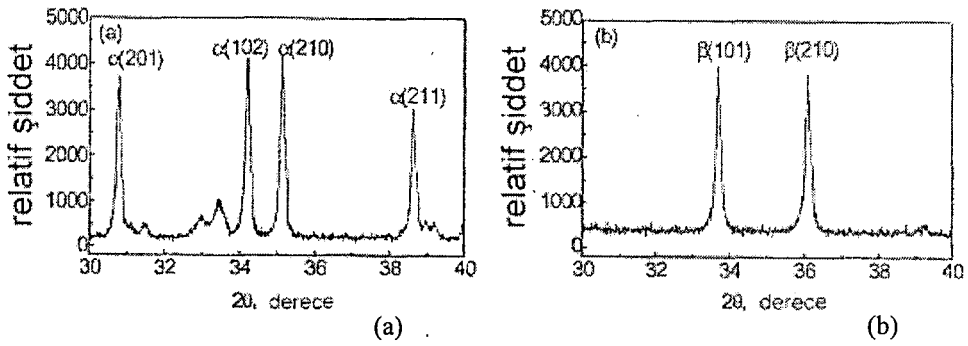 (a)
α(201)
α(102)
α(210)
α(211)
relatif şiddet
5000
4000
3000
2000
1000
0
30
32
34
36
38
40
2θ, derece
(a)
(b)
β(101)
β(210)
relatif şiddet
5000
4000
3000
2000
1000
0
30
32
34
36
38
40
2θ, derece
(b)